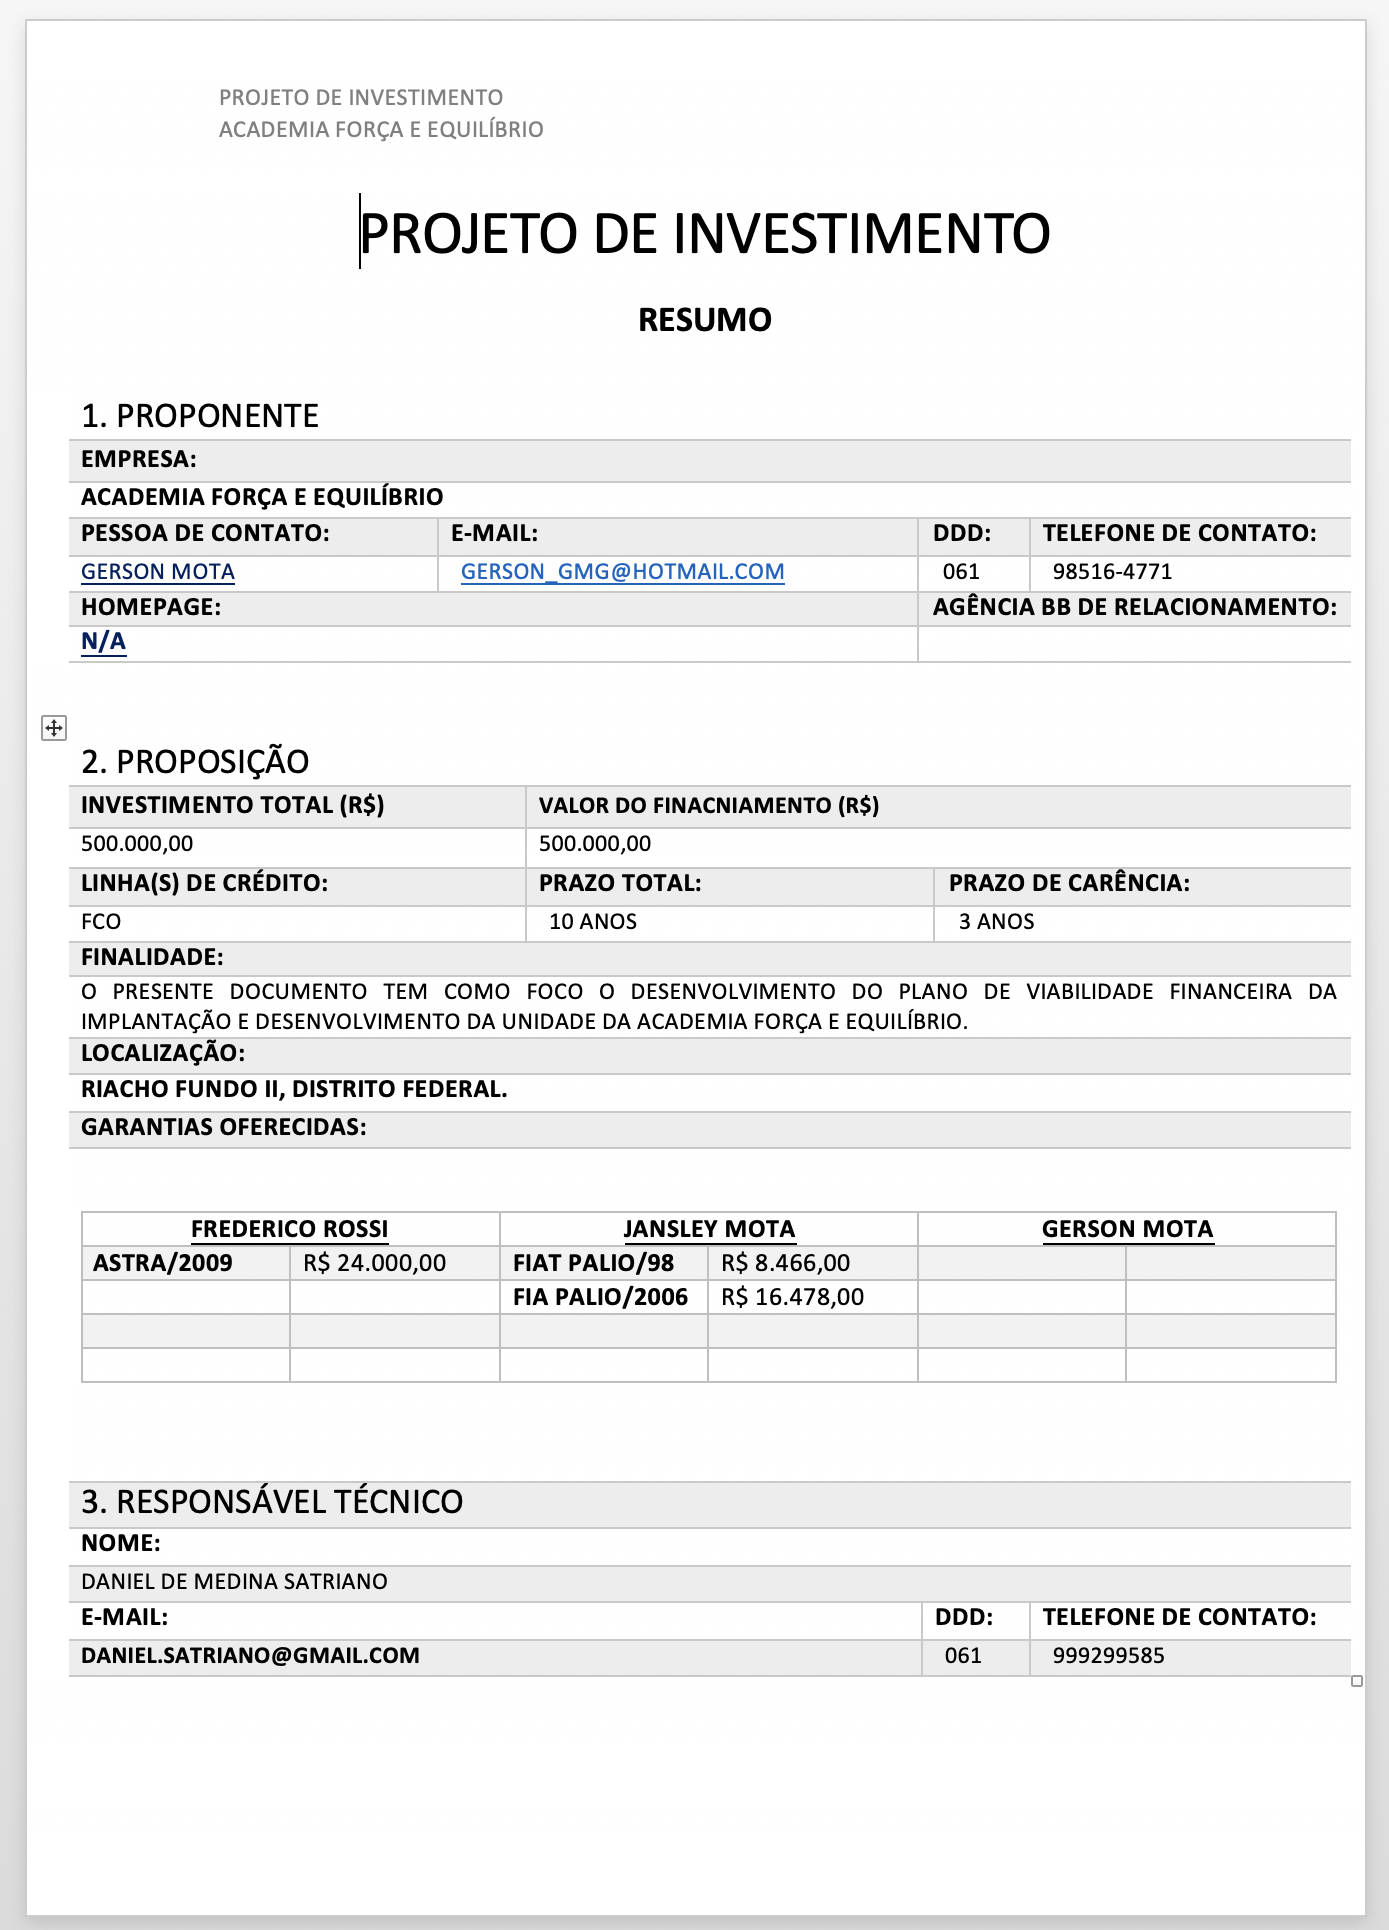 PROJETO DE INVESTIMENTO
ACADEMIA FORÇA E EQUILÍBRIO
PROJETO DE INVESTIMENTO
RESUMO
1. PROPONENTE
EMPRESA:
ACADEMIA FORÇA E EQUILÍBRIO
PESSOA DE CONTATO: E-MAIL: DDD: TELEFONE DE CONTATO:
GERSON MOTA GERSON_GMG@HOTMAIL.COM 061 98516-4771
HOMEPAGE: AGÊNCIA BB DE RELACIONAMENTO:
N/A
2. PROPOSIÇÃO
INVESTIMENTO TOTAL (R$) VALOR DO FINACNIAMENTO (R$)
500.000,00 500.000,00
LINHA(S) DE CRÉDITO: PRAZO TOTAL: PRAZO DE CARÊNCIA:
FCO 10 ANOS 3 ANOS
FINALIDADE:
O PRESENTE DOCUMENTO TEM COMO FOCO O DESENVOLVIMENTO DO PLANO DE VIABILIDADE FINANCEIRA DA
IMPLANTAÇÃO E DESENVOLVIMENTO DA UNIDADE DA ACADEMIA FORÇA E EQUILÍBRIO.
LOCALIZAÇÃO:
RIACHO FUNDO II, DISTRITO FEDERAL.
GARANTIAS OFERECIDAS:
FREDERICO ROSSI JANSLEY MOTA GERSON MOTA
ASTRA/2009 R$ 24.000,00 FIAT PALIO/98 R$ 8.466,00
FIA PALIO/2006 R$ 16.478,00
3. RESPONSÁVEL TÉCNICO
NOME:
DANIEL DE MEDINA SATRIANO
E-MAIL: DDD: TELEFONE DE CONTATO:
DANIEL.SATRIANO@GMAIL.COM 061 999299585